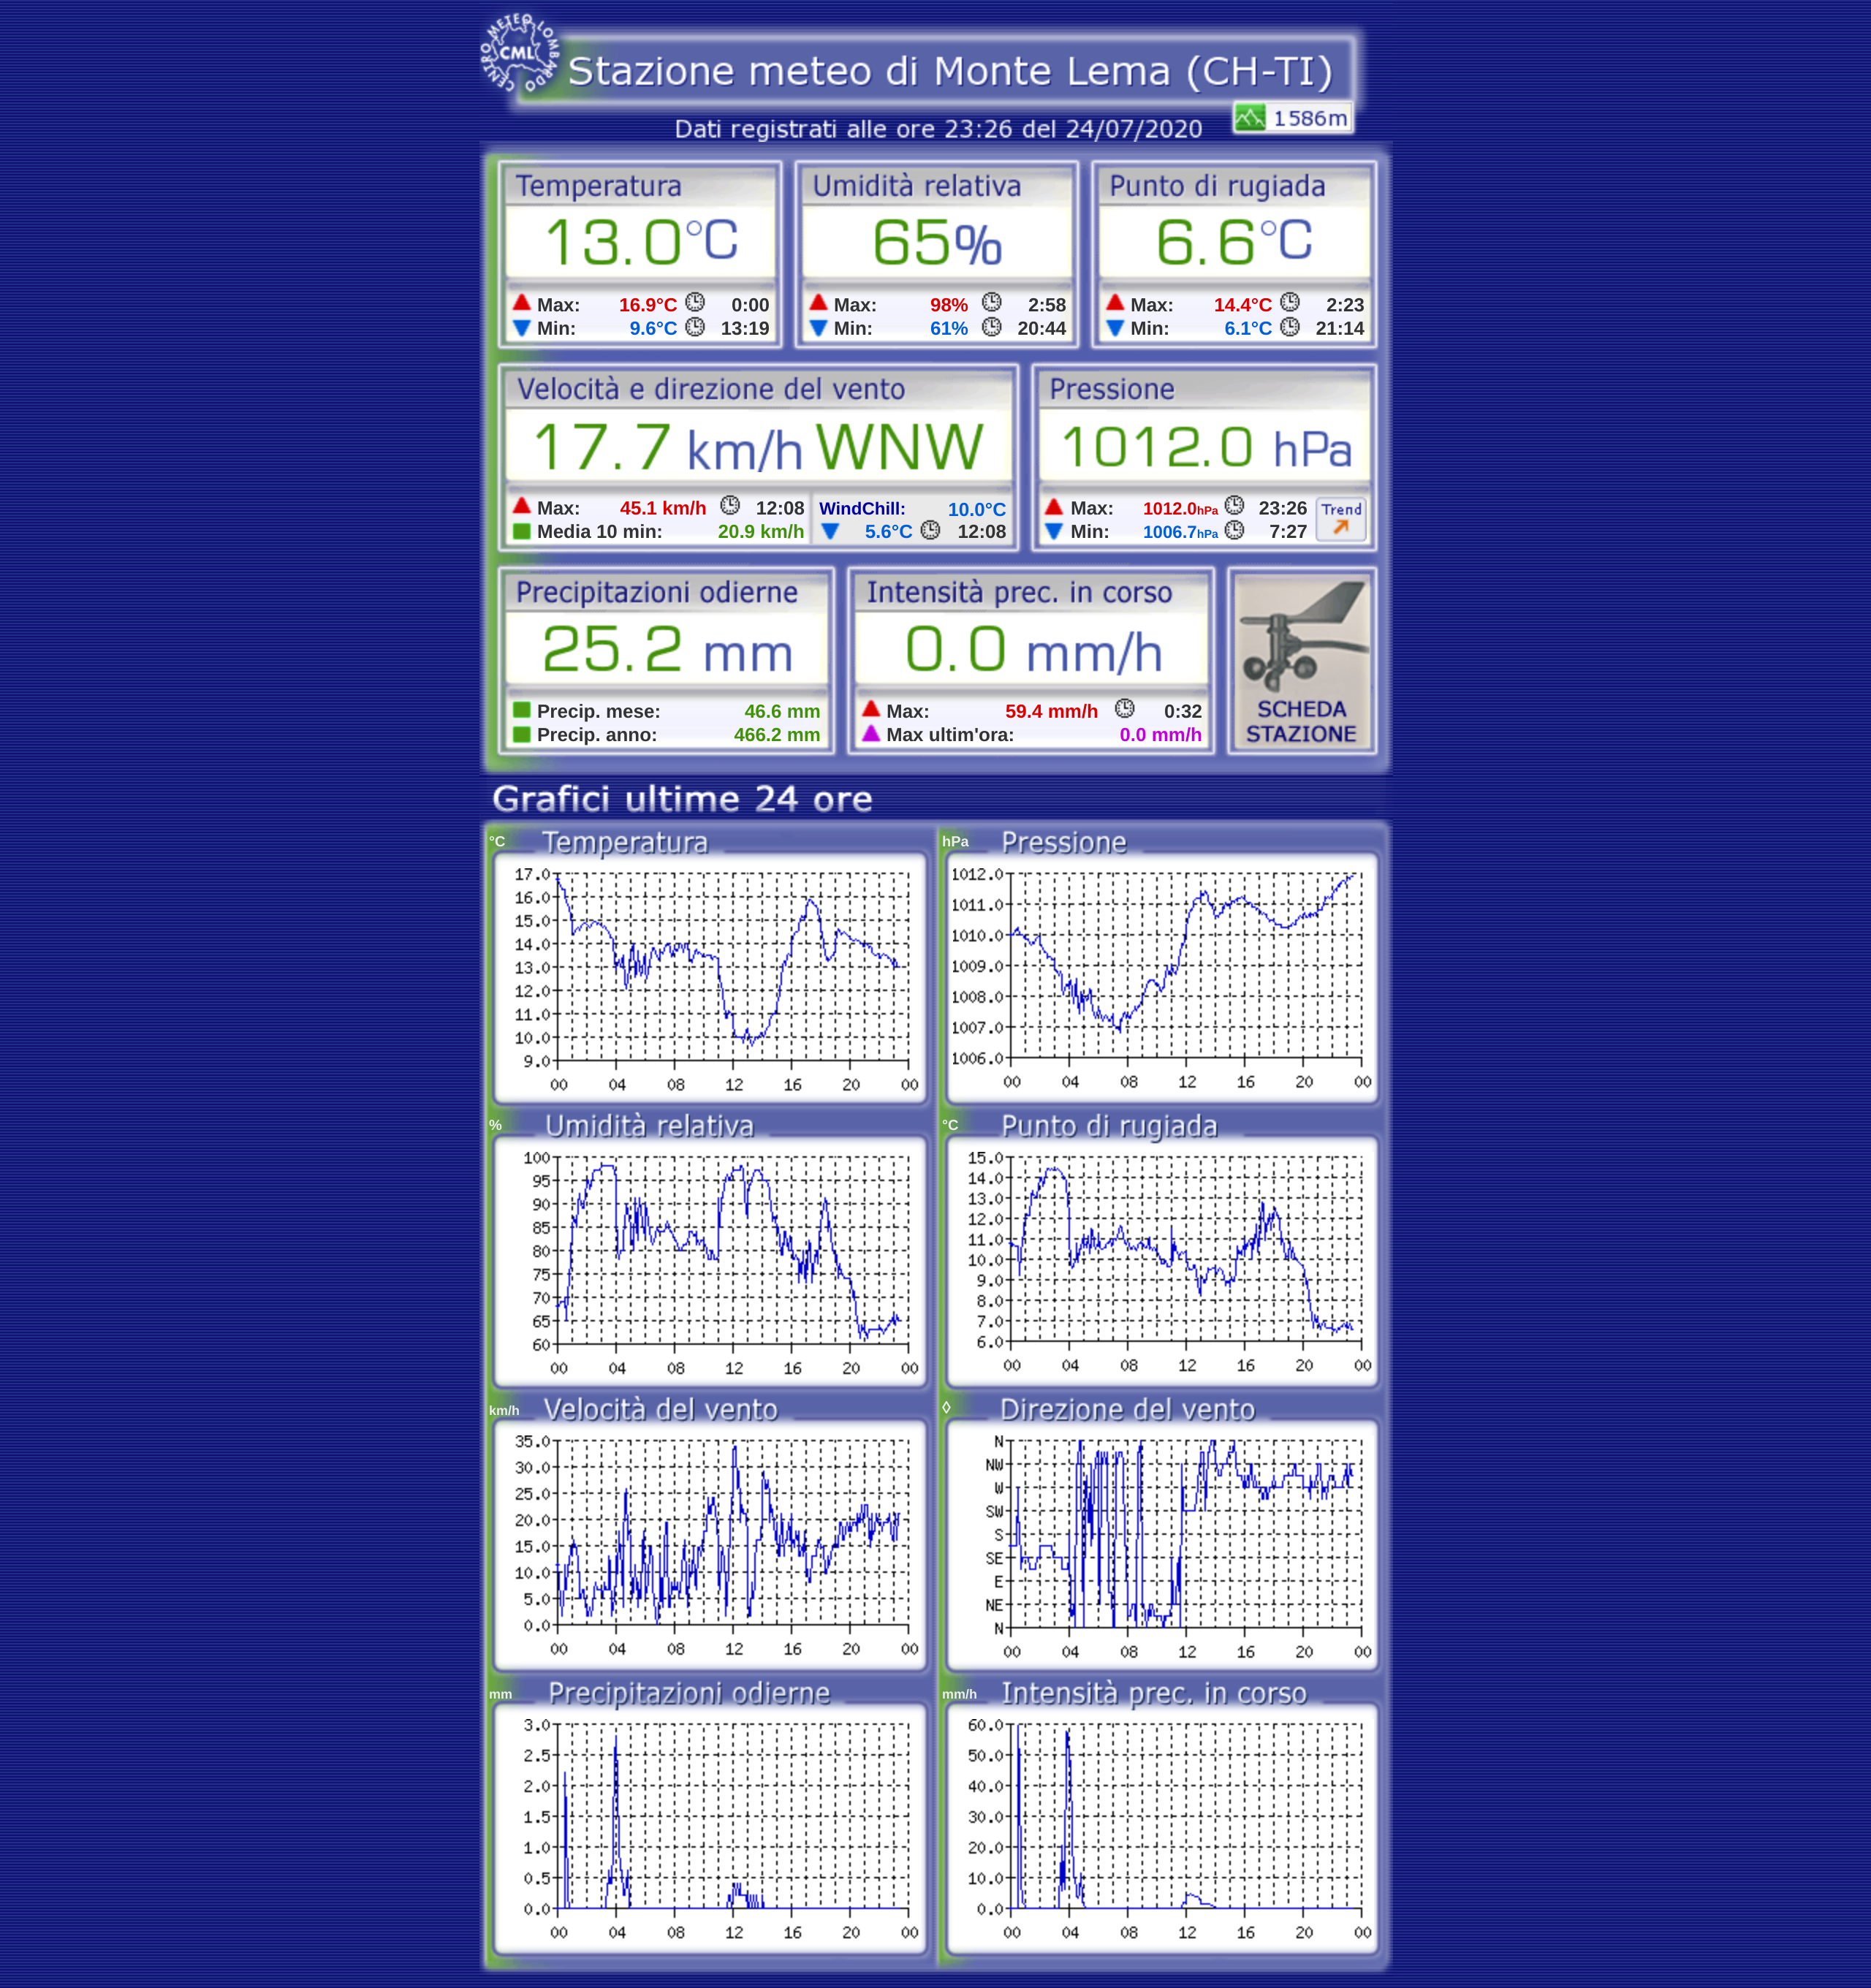 CENTRO METEO LOMBARDO
CML
Stazione meteo di Monte Lema (CH-TI)
1586m
Dati registrati alle ore 23:26 del 24/07/2020
Temperatura Umidità relativa Punto di rugiada
13.0°C 65% 6.6°C
Max: 16.9°C 0:00 Max: 98% 2:58 Max: 14.4°C 2:23
Min: 9.6°C 13:19 Min: 61% 20:44 Min: 6.1°C 21:14
Velocità e direzione del vento Pressione
17.7 km/h WNW 1012.0 hPa
Max: 45.1 km/h 12:08 WindChill: 10.0°C Max: 1012.0hPa 23:26 Trend
Media 10 min: 20.9 km/h 5.6°C 12:08 Min: 1006.7hPa 7:27
Precipitazioni odierne Intensità prec. in corso
25.2 mm 0.0 mm/h
Precip. mese: 46.6 mm Max: 59.4 mm/h 0:32 SCHEDA
Precip. anno: 466.2 mm Max ultim'ora: 0.0 mm/h STAZIONE
Grafici ultime 24 ore
°C Temperatura
17.0
16.0
15.0
14.0
13.0
12.0
11.0
10.0
9.0
00 04 08 12 16 20 00
hPa Pressione
1012.0
1011.0
1010.0
1009.0
1008.0
1007.0
1006.0
00 04 08 12 16 20 00
% Umidità relativa
100
95
90
85
80
75
70
65
60
00 04 08 12 16 20 00
°C Punto di rugiada
15.0
14.0
13.0
12.0
11.0
10.0
9.0
8.0
7.0
6.0
00 04 08 12 16 20 00
km/h Velocità del vento
35.0
30.0
25.0
20.0
15.0
10.0
5.0
0.0
00 04 08 12 16 20 00
◊ Direzione del vento
N
NW
W
SW
S
SE
E
NE
N
00 04 08 12 16 20 00
mm Precipitazioni odierne
3.0
2.5
2.0
1.5
1.0
0.5
0.0
00 04 08 12 16 20 00
mm/h Intensità prec. in corso
60.0
50.0
40.0
30.0
20.0
10.0
0.0
00 04 08 12 16 20 00